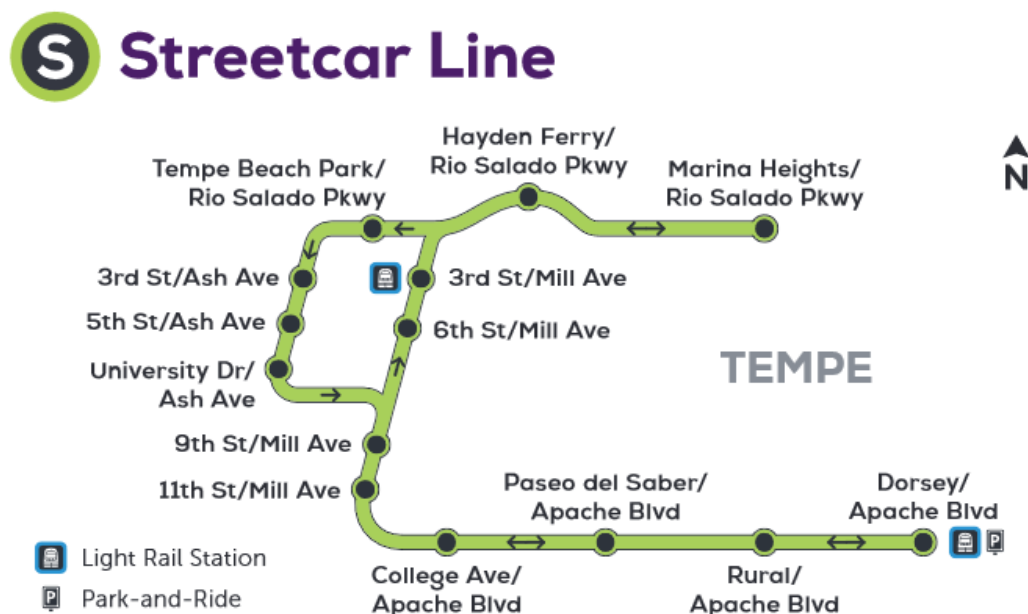 S Streetcar Line
Hayden Ferry/
Rio Salado Pkwy
Tempe Beach Park/
Rio Salado Pkwy
Marina Heights/
Rio Salado Pkwy
N
3rd St/Ash Ave
3rd St/Mill Ave
5th St/Ash Ave
6th St/Mill Ave
University Dr/
Ash Ave
TEMPE
9th St/Mill Ave
11th St/Mill Ave
Paseo del Saber/
Apache Blvd
Dorsey/
Apache Blvd
P
College Ave/
Apache Blvd
Rural/
Apache Blvd
Light Rail Station
P Park-and-Ride